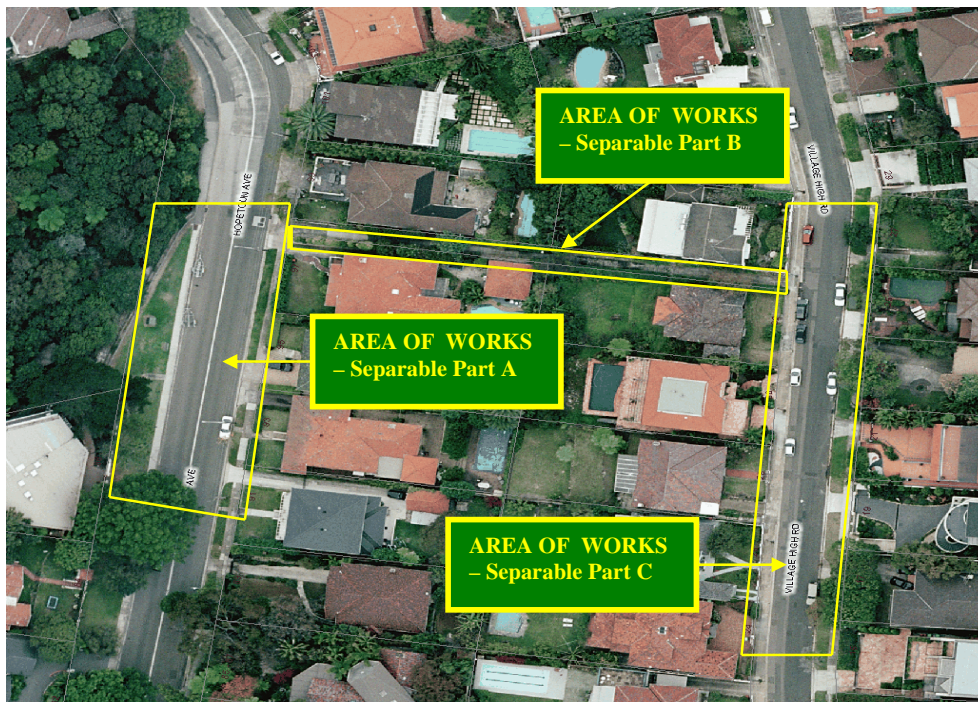 AREA OF WORKS
– Separable Part B
VILLAGE HIGH RD
29
HOPETOUN AVE
AREA OF WORKS
– Separable Part A
AVE
AREA OF WORKS
– Separable Part C
VILLAGE HIGH RD
19